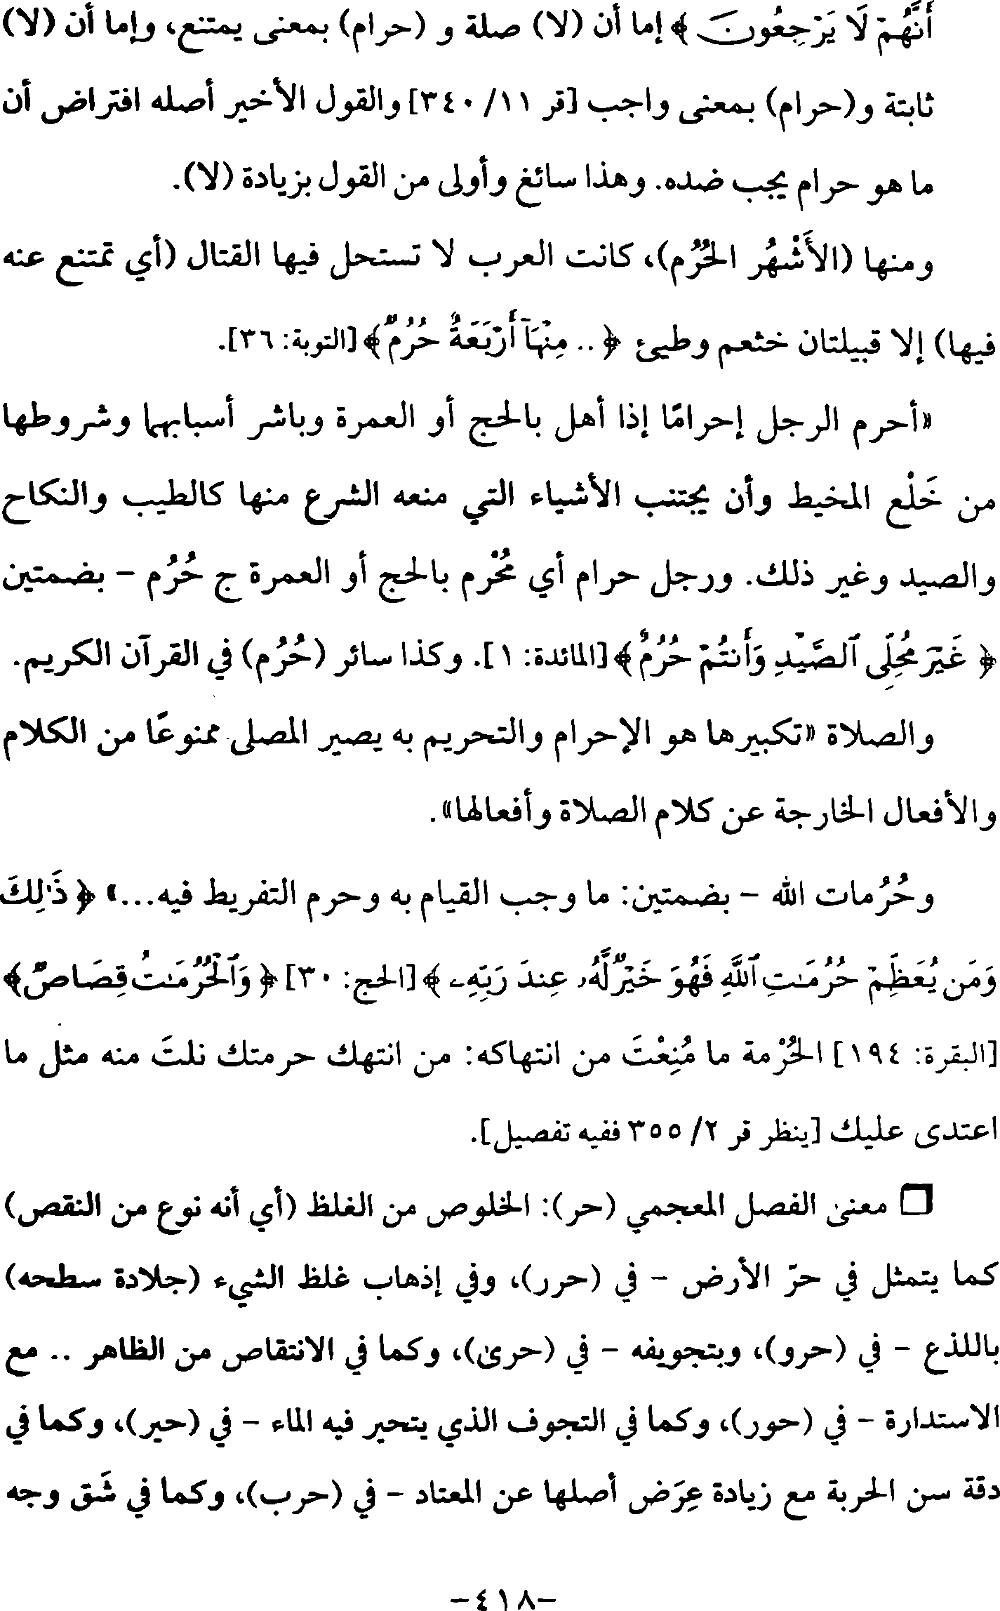 أَنَّهُمْ لَا يَرْجِعُونَ ﴾ إما أن (لا) صلة و (حرام) بمعنى يمتنع، وإما أن (لا)
ثابتة و(حرام) بمعنى واجب [قر ١١/ ٣٤٠] والقول الأخير أصله افتراض أن
ما هو حرام يجب ضده. وهذا سائغ وأولى من القول بزيادة (لا).
ومنها (الأَشْهُر الحُرُم)، كانت العرب لا تستحل فيها القتال (أي تمتنع عنه
فيها) إلا قبيلتان خثعم وطيئ ﴿ .. مِنْهَآ أَرْبَعَةٌ حُرُمٌ﴾ [التوبة: ٣٦].
«أحرم الرجل إحرامًا إذا أهل بالحج أو العمرة وباشر أسبابهما وشروطها
من خَلْع المخيط وأن يجتنب الأشياء التي منعه الشرع منها كالطيب والنكاح
والصيد وغير ذلك. ورجل حرام أي مُحْرم بالحج أو العمرة ج حُرُم – بضمتين
﴿ غَيْرَ مُحِلِّى ٱلصَّيْدِ وَأَنتُمْ حُرُمٌ﴾ [المائدة: ١]. وكذا سائر (حُرُم) في القرآن الكريم.
والصلاة «تكبيرها هو الإحرام والتحريم به يصير المصلى ممنوعًا من الكلام
والأفعال الخارجة عن كلام الصلاة وأفعالها».
وحُرُمات الله – بضمتين: ما وجب القيام به وحرم التفريط فيه...» ﴿ ذَٰلِكَ
وَمَن يُعَظِّمْ حُرُمَٰتِ ٱللَّهِ فَهُوَ خَيْرٌ لَّهُۥ عِندَ رَبِّهِۦ ﴾ [الحج: ٣٠] ﴿ وَٱلْحُرُمَٰتُ قِصَاصٌ﴾
[البقرة: ١٩٤] الحُرْمة ما مُنِعْتَ من انتهاكه: من انتهك حرمتك نلتَ منه مثل ما
اعتدى عليك [ينظر قر ٢/ ٣٥٥ ففيه تفصيل].
❒ معنى الفصل المعجمي (حر): الخلوص من الغلظ (أي أنه نوع من النقص)
كما يتمثل في حرّ الأرض – في (حرر)، وفي إذهاب غلظ الشيء (جلادة سطحه)
باللذع – في (حرو)، وبتجويفه – في (حرى)، وكما في الانتقاص من الظاهر .. مع
الاستدارة – في (حور)، وكما في التجوف الذي يتحير فيه الماء – في (حير)، وكما في
دقة سن الحربة مع زيادة عِرَض أصلها عن المعتاد – في (حرب)، وكما في شَق وجه
–٤١٨–